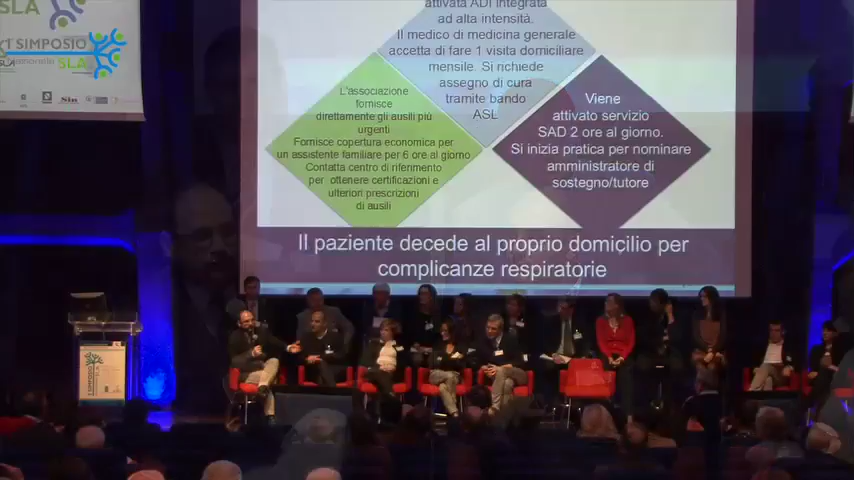 SLA
I SIMPOSIO
SLA
attivata ADI integrata
ad alta intensità.
Il medico di medicina generale
accetta di fare 1 visita domiciliare
mensile. Si richiede
assegno di cura
tramite bando
ASL
L'associazione
fornisce
direttamente gli ausili più
urgenti
Fornisce copertura economica per
un assistente familiare per 6 ore al giorno
Contatta centro di riferimento
per ottenere certificazioni e
ulteriori prescrizioni
di ausili
Viene
attivato servizio
SAD 2 ore al giorno.
Si inizia pratica per nominare
amministratore di
sostegno/tutore
Il paziente decede al proprio domicilio per
complicanze respiratorie
I SIMPOSIO
SLA